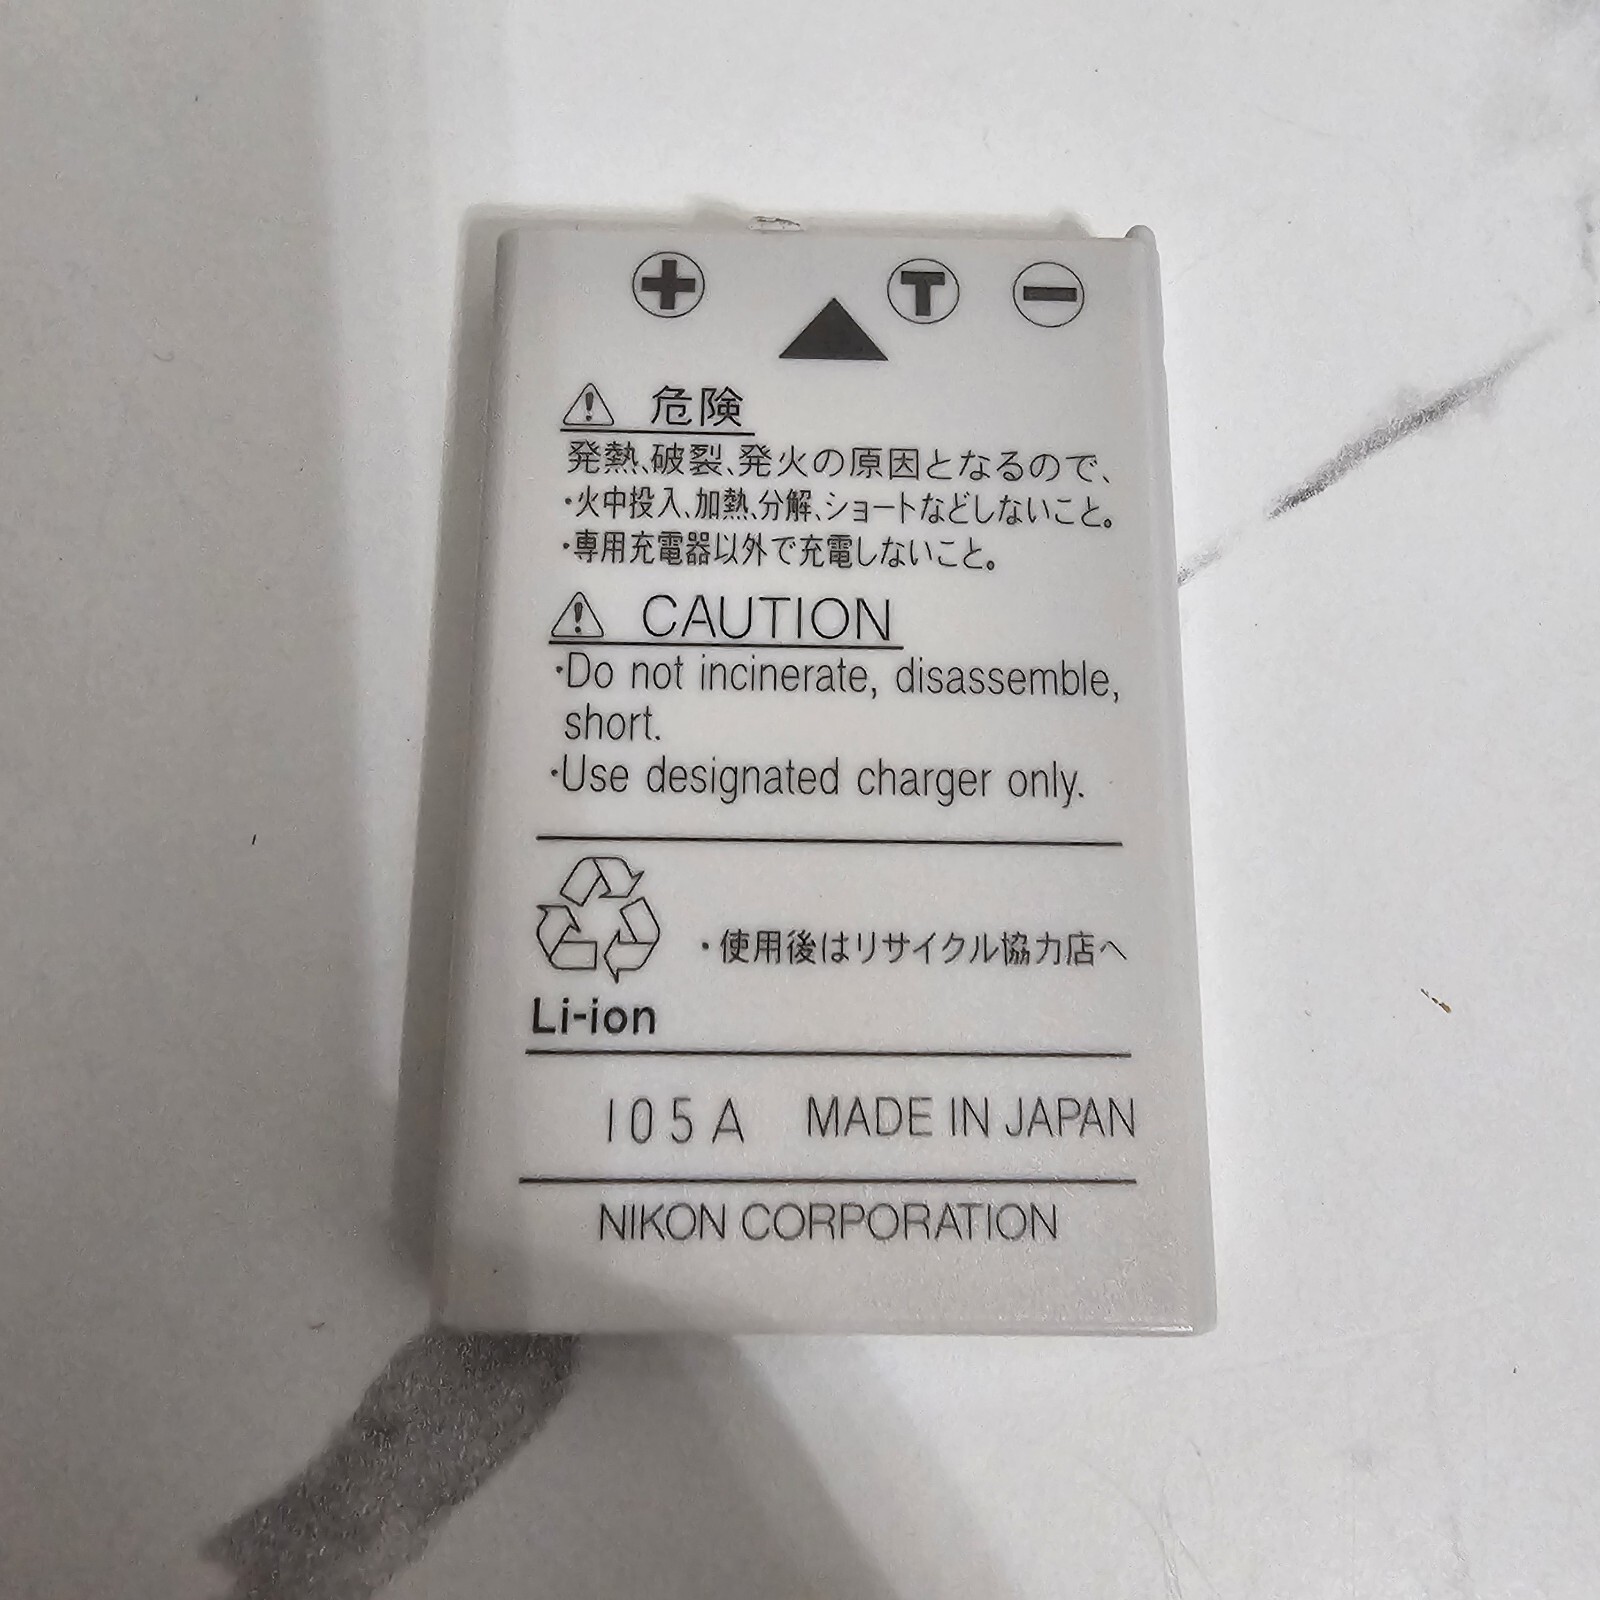 + T −
危険
発熱、破裂、発火の原因となるので、
・火中投入、加熱、分解、ショートなどしないこと。
・専用充電器以外で充電しないこと。
CAUTION
·Do not incinerate, disassemble,
short.
·Use designated charger only.
・使用後はリサイクル協力店へ
Li-ion
105A MADE IN JAPAN
NIKON CORPORATION